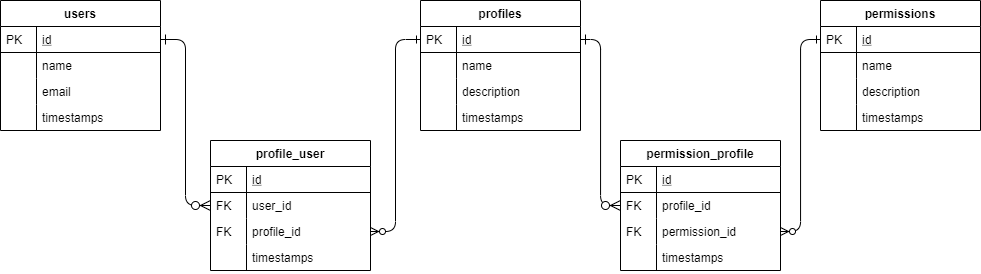 users
PK id
name
email
timestamps
profiles
PK id
name
description
timestamps
permissions
PK id
name
description
timestamps
profile_user
PK id
FK user_id
FK profile_id
timestamps
permission_profile
PK id
FK profile_id
FK permission_id
timestamps